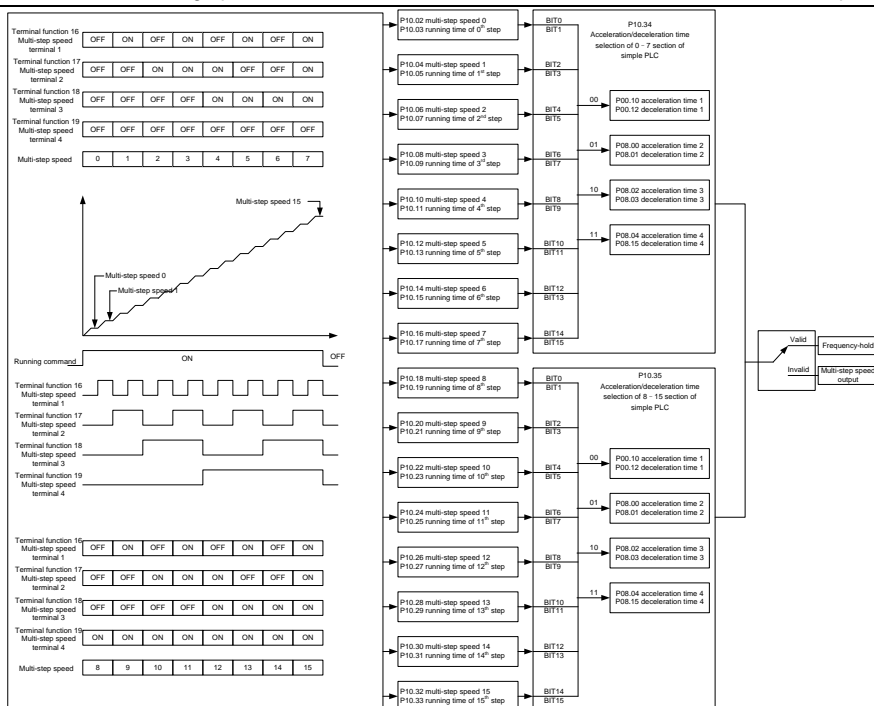 Terminal function 16
Multi-step speed
terminal 1
OFF ON OFF ON OFF ON OFF ON
Terminal function 17
Multi-step speed
terminal 2
OFF OFF ON ON OFF OFF ON ON
Terminal function 18
Multi-step speed
terminal 3
OFF OFF OFF OFF ON ON ON ON
Terminal function 19
Multi-step speed
terminal 4
OFF OFF OFF OFF OFF OFF OFF OFF
Multi-step speed
0 1 2 3 4 5 6 7
Multi-step speed 15
Multi-step speed 0
Multi-step speed 1
Running command
ON
OFF
Terminal function 16
Multi-step speed
terminal 1
Terminal function 17
Multi-step speed
terminal 2
Terminal function 18
Multi-step speed
terminal 3
Terminal function 19
Multi-step speed
terminal 4
Terminal function 16
Multi-step speed
terminal 1
OFF ON OFF ON OFF ON OFF ON
Terminal function 17
Multi-step speed
terminal 2
OFF OFF ON ON OFF OFF ON ON
Terminal function 18
Multi-step speed
terminal 3
OFF OFF OFF OFF ON ON ON ON
Terminal function 19
Multi-step speed
terminal 4
ON ON ON ON ON ON ON ON
Multi-step speed
8 9 10 11 12 13 14 15
P10.02 multi-step speed 0
P10.03 running time of 0th step
P10.04 multi-step speed 1
P10.05 running time of 1st step
P10.06 multi-step speed 2
P10.07 running time of 2nd step
P10.08 multi-step speed 3
P10.09 running time of 3rd step
P10.10 multi-step speed 4
P10.11 running time of 4th step
P10.12 multi-step speed 5
P10.13 running time of 5th step
P10.14 multi-step speed 6
P10.15 running time of 6th step
P10.16 multi-step speed 7
P10.17 running time of 7th step
P10.18 multi-step speed 8
P10.19 running time of 8th step
P10.20 multi-step speed 9
P10.21 running time of 9th step
P10.22 multi-step speed 10
P10.23 running time of 10th step
P10.24 multi-step speed 11
P10.25 running time of 11th step
P10.26 multi-step speed 12
P10.27 running time of 12th step
P10.28 multi-step speed 13
P10.29 running time of 13th step
P10.30 multi-step speed 14
P10.31 running time of 14th step
P10.32 multi-step speed 15
P10.33 running time of 15th step
BIT0
BIT1
BIT2
BIT3
BIT4
BIT5
BIT6
BIT7
BIT8
BIT9
BIT10
BIT11
BIT12
BIT13
BIT14
BIT15
P10.34
Acceleration/deceleration time
selection of 0 - 7 section of
simple PLC
00
P00.10 acceleration time 1
P00.12 deceleration time 1
01
P08.00 acceleration time 2
P08.01 deceleration time 2
10
P08.02 acceleration time 3
P08.03 deceleration time 3
11
P08.04 acceleration time 4
P08.15 deceleration time 4
BIT0
BIT1
BIT2
BIT3
BIT4
BIT5
BIT6
BIT7
BIT8
BIT9
BIT10
BIT11
BIT12
BIT13
BIT14
BIT15
P10.35
Acceleration/deceleration time
selection of 8 - 15 section of
simple PLC
00
P00.10 acceleration time 1
P00.12 deceleration time 1
01
P08.00 acceleration time 2
P08.01 deceleration time 2
10
P08.02 acceleration time 3
P08.03 deceleration time 3
11
P08.04 acceleration time 4
P08.15 deceleration time 4
Valid
Frequency-hold
Invalid
Multi-step speed
output